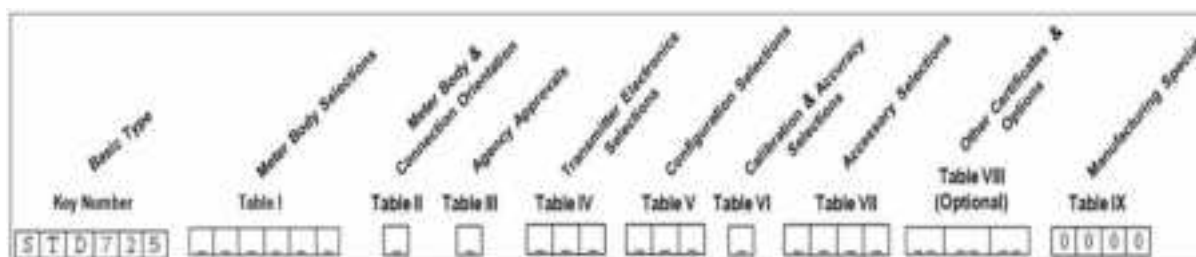 Basic Type
Meter Body Selections
Meter Body &
Connection Orientation
Agency Approvals
Transmitter Electronics
Selections
Configuration Selections
Calibration & Accuracy
Selections
Accessory Selections
Other Certificates &
Options
Manufacturing Special
Key Number Table I Table II Table III Table IV Table V Table VI Table VII Table VIII Table IX
(Optional)
S T D 7 2 5 _ _ _ _ _ _ _ _ _ _ _ _ _ _ _ _ _ _ _ _ _ _ _ _ _ 0 0 0 0